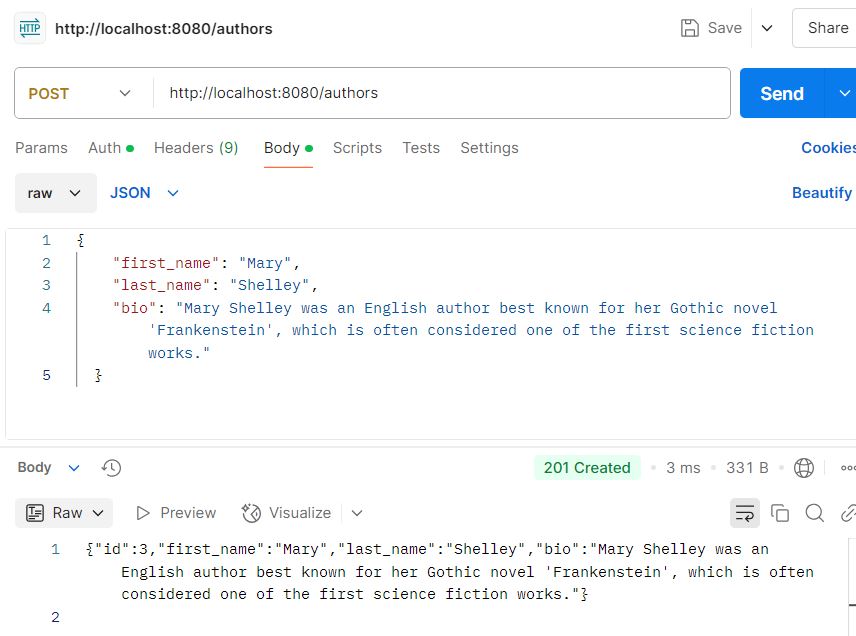 HTTP http://localhost:8080/authors Save Share
POST http://localhost:8080/authors Send
Params Auth Headers (9) Body Scripts Tests Settings Cookies
raw JSON Beautify
1 {
2 "first_name": "Mary",
3 "last_name": "Shelley",
4 "bio": "Mary Shelley was an English author best known for her Gothic novel
'Frankenstein', which is often considered one of the first science fiction
works."
5 }
Body 201 Created 3 ms 331 B
Raw Preview Visualize
1 {"id":3,"first_name":"Mary","last_name":"Shelley","bio":"Mary Shelley was an
English author best known for her Gothic novel 'Frankenstein', which is often
considered one of the first science fiction works."}
2